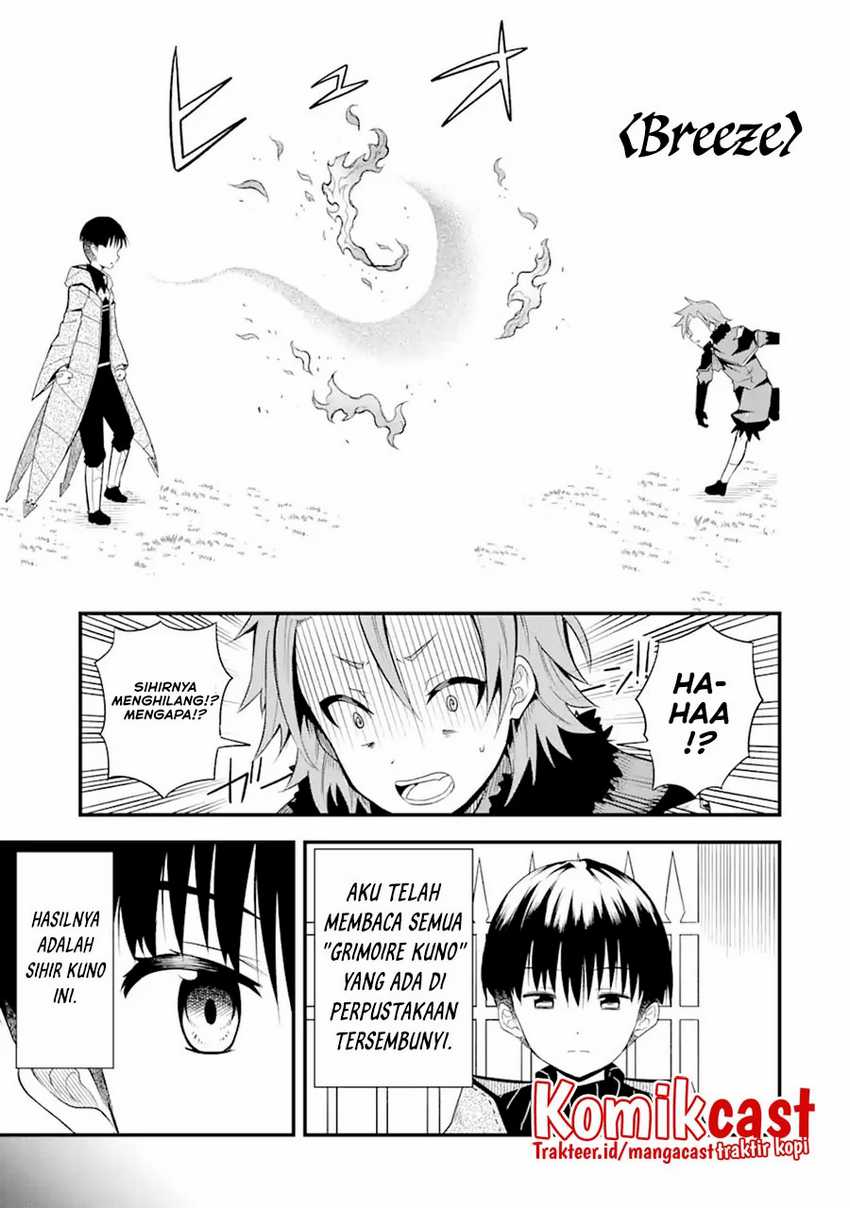 ヒュオ
<Breeze>
HA-
HAA
!?
SIHIRNYA
MENGHILANG!?
MENGAPA!?
AKU TELAH
MEMBACA SEMUA
"GRIMOIRE KUNO"
YANG ADA DI
PERPUSTAKAAN
TERSEMBUNYI.
HASILNYA
ADALAH
SIHIR KUNO
INI.
Komikcast
Trakteer.id/mangacast traktir kopi